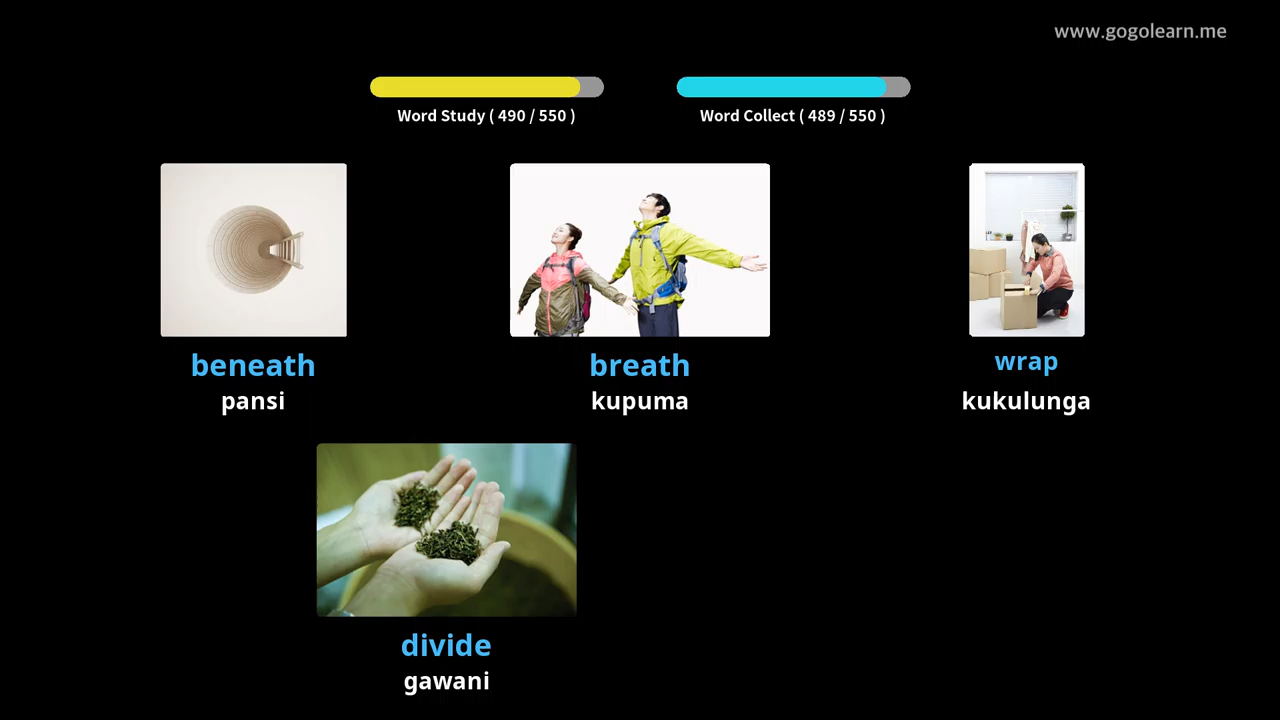 www.gogolearn.me
Word Study ( 490 / 550 )
Word Collect ( 489 / 550 )
beneath
pansi
breath
kupuma
wrap
kukulunga
divide
gawani